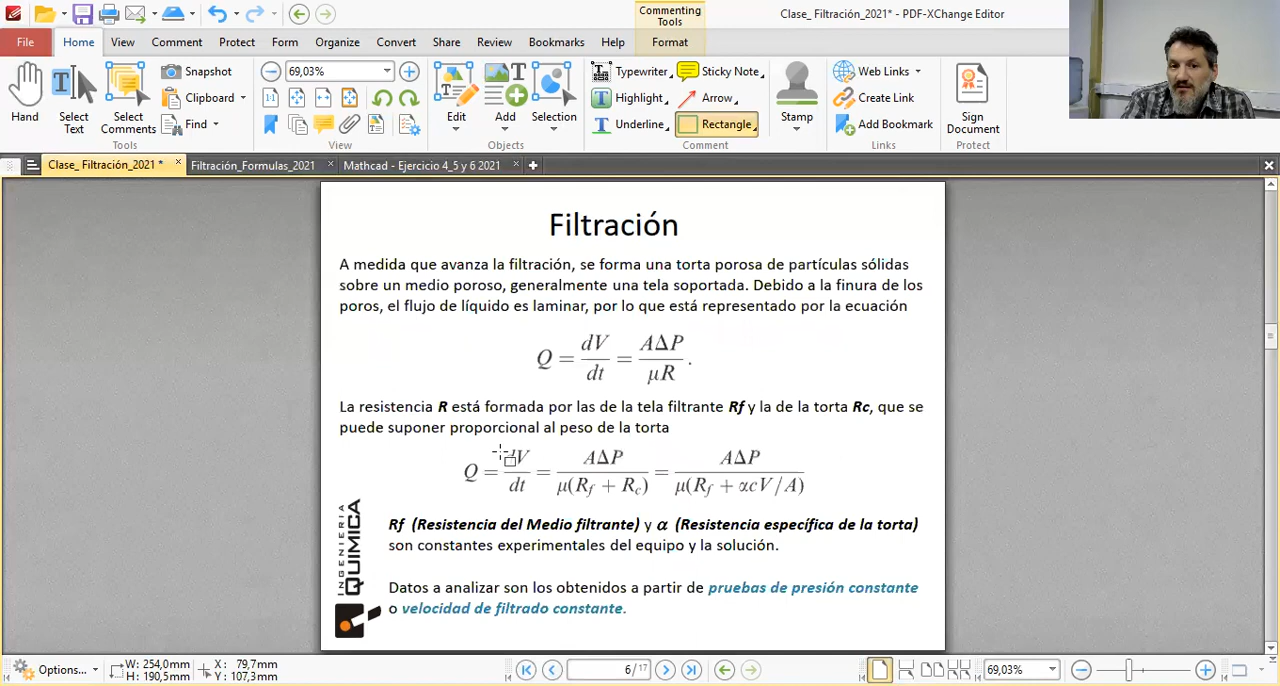 Commenting Tools
Clase_ Filtración_2021* - PDF-XChange Editor
File Home View Comment Protect Form Organize Convert Share Review Bookmarks Help Format
Hand
Select Text
Select Comments
Snapshot
Clipboard
Find
Tools
69,03%
View
Edit
Add
Selection
Objects
Typewriter
Highlight
Underline
Sticky Note
Arrow
Rectangle
Stamp
Comment
Web Links
Create Link
Add Bookmark
Links
Sign Document
Protect
Clase_ Filtración_2021 * Filtración_Formulas_2021 Mathcad - Ejercicio 4_5 y 6 2021
Filtración
A medida que avanza la filtración, se forma una torta porosa de partículas sólidas
sobre un medio poroso, generalmente una tela soportada. Debido a la finura de los
poros, el flujo de líquido es laminar, por lo que está representado por la ecuación
Q = dV/dt = AΔP/μR.
La resistencia R está formada por las de la tela filtrante Rf y la de la torta Rc, que se
puede suponer proporcional al peso de la torta
Q = dV/dt = AΔP/μ(Rf + Rc) = AΔP/μ(Rf + αcV/A)
Rf (Resistencia del Medio filtrante) y α (Resistencia específica de la torta)
son constantes experimentales del equipo y la solución.
Datos a analizar son los obtenidos a partir de pruebas de presión constante
o velocidad de filtrado constante.
INGENIERIA
QUIMICA
Options...
W: 254,0mm
H: 190,5mm
X: 79,7mm
Y: 107,3mm
6 / 17
69,03%